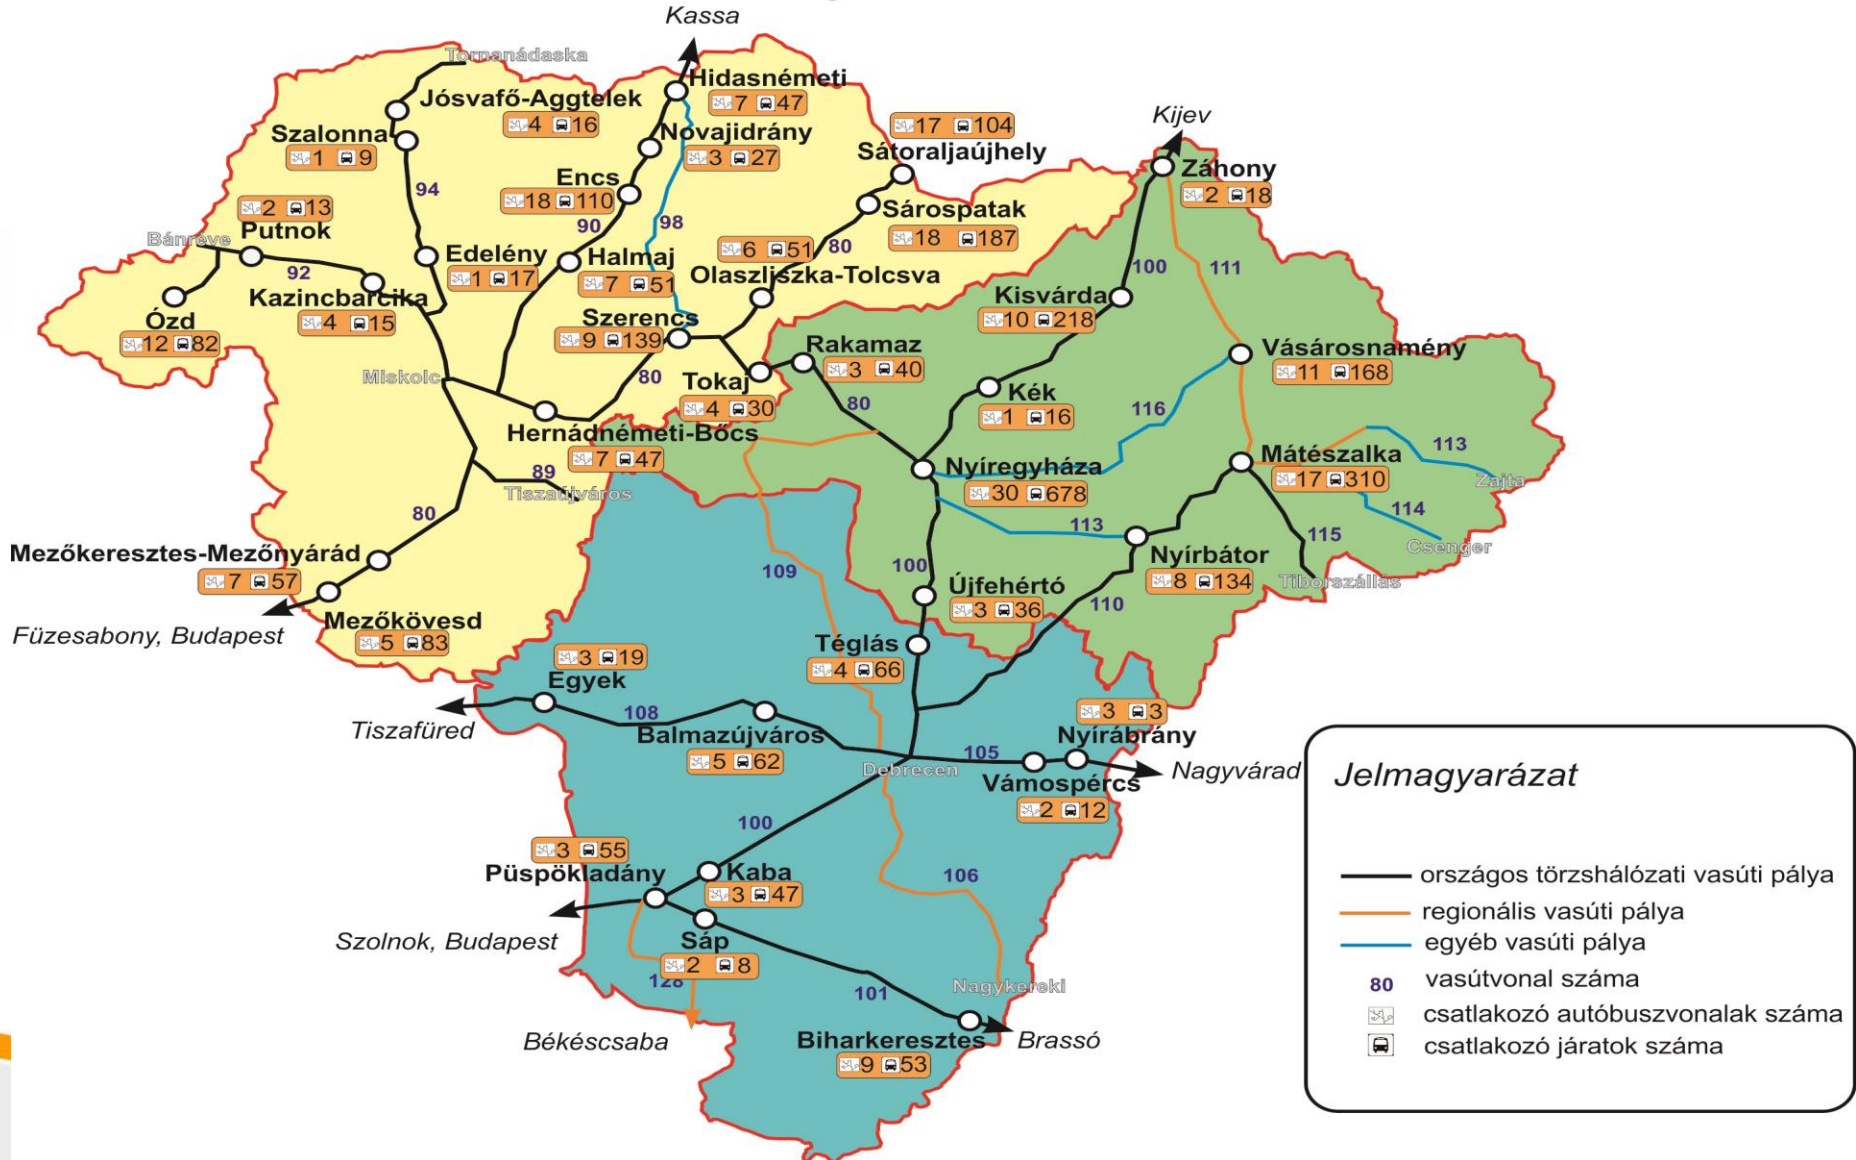 Kassa
Tornanádaska
Hidasnémeti
7 47
Jósvafő-Aggtelek
4 16
Szalonna
1 9
Novajidrány
3 27
17 104
Sátoraljaújhely
Kijev
Záhony
2 18
Encs
18 110
94
90
98
2 13
Putnok
Bánréve
92
Sárospatak
18 187
80
6 51
Olaszliszka-Tolcsva
Edelény
1 17
Halmaj
7 51
100
111
Kazincbarcika
4 15
Kisvárda
10 218
Ózd
12 82
Szerencs
9 139
Rakamaz
3 40
Vásárosnamény
11 168
Miskolc
80
Tokaj
4 30
80
Kék
1 16
116
Hernádnémeti-Bőcs
7 47
Nyíregyháza
30 678
Mátészalka
17 310
113
Zajta
114
89
Tiszaújváros
80
113
115
Csenger
Mezőkeresztes-Mezőnyárád
7 57
Nyírbátor
8 134
Tiborszállás
109
100
Újfehértó
3 36
110
Füzesabony, Budapest
Mezőkövesd
5 83
Téglás
4 66
3 19
Egyek
Tiszafüred
108
Balmazújváros
5 62
3 3
Nyírábrány
105
Debrecen
Nagyvárad
Vámospércs
2 12
100
3 55
Püspökladány
Kaba
3 47
106
Szolnok, Budapest
Sáp
2 8
128
101
Nagykereki
Békéscsaba
Biharkeresztes
9 53
Brassó
Jelmagyarázat
országos törzshálózati vasúti pálya
regionális vasúti pálya
egyéb vasúti pálya
80 vasútvonal száma
csatlakozó autóbuszvonalak száma
csatlakozó járatok száma